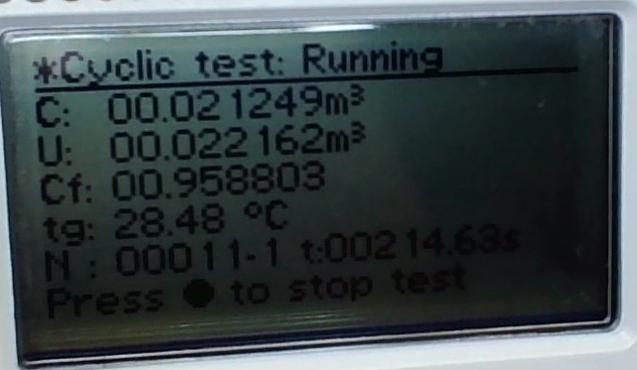 *Cyclic test: Running
C: 00.021249m³
U: 00.022162m³
Cf: 00.958803
tg: 28.48 °C
N : 00011-1 t:00214.63s
Press ● to stop test